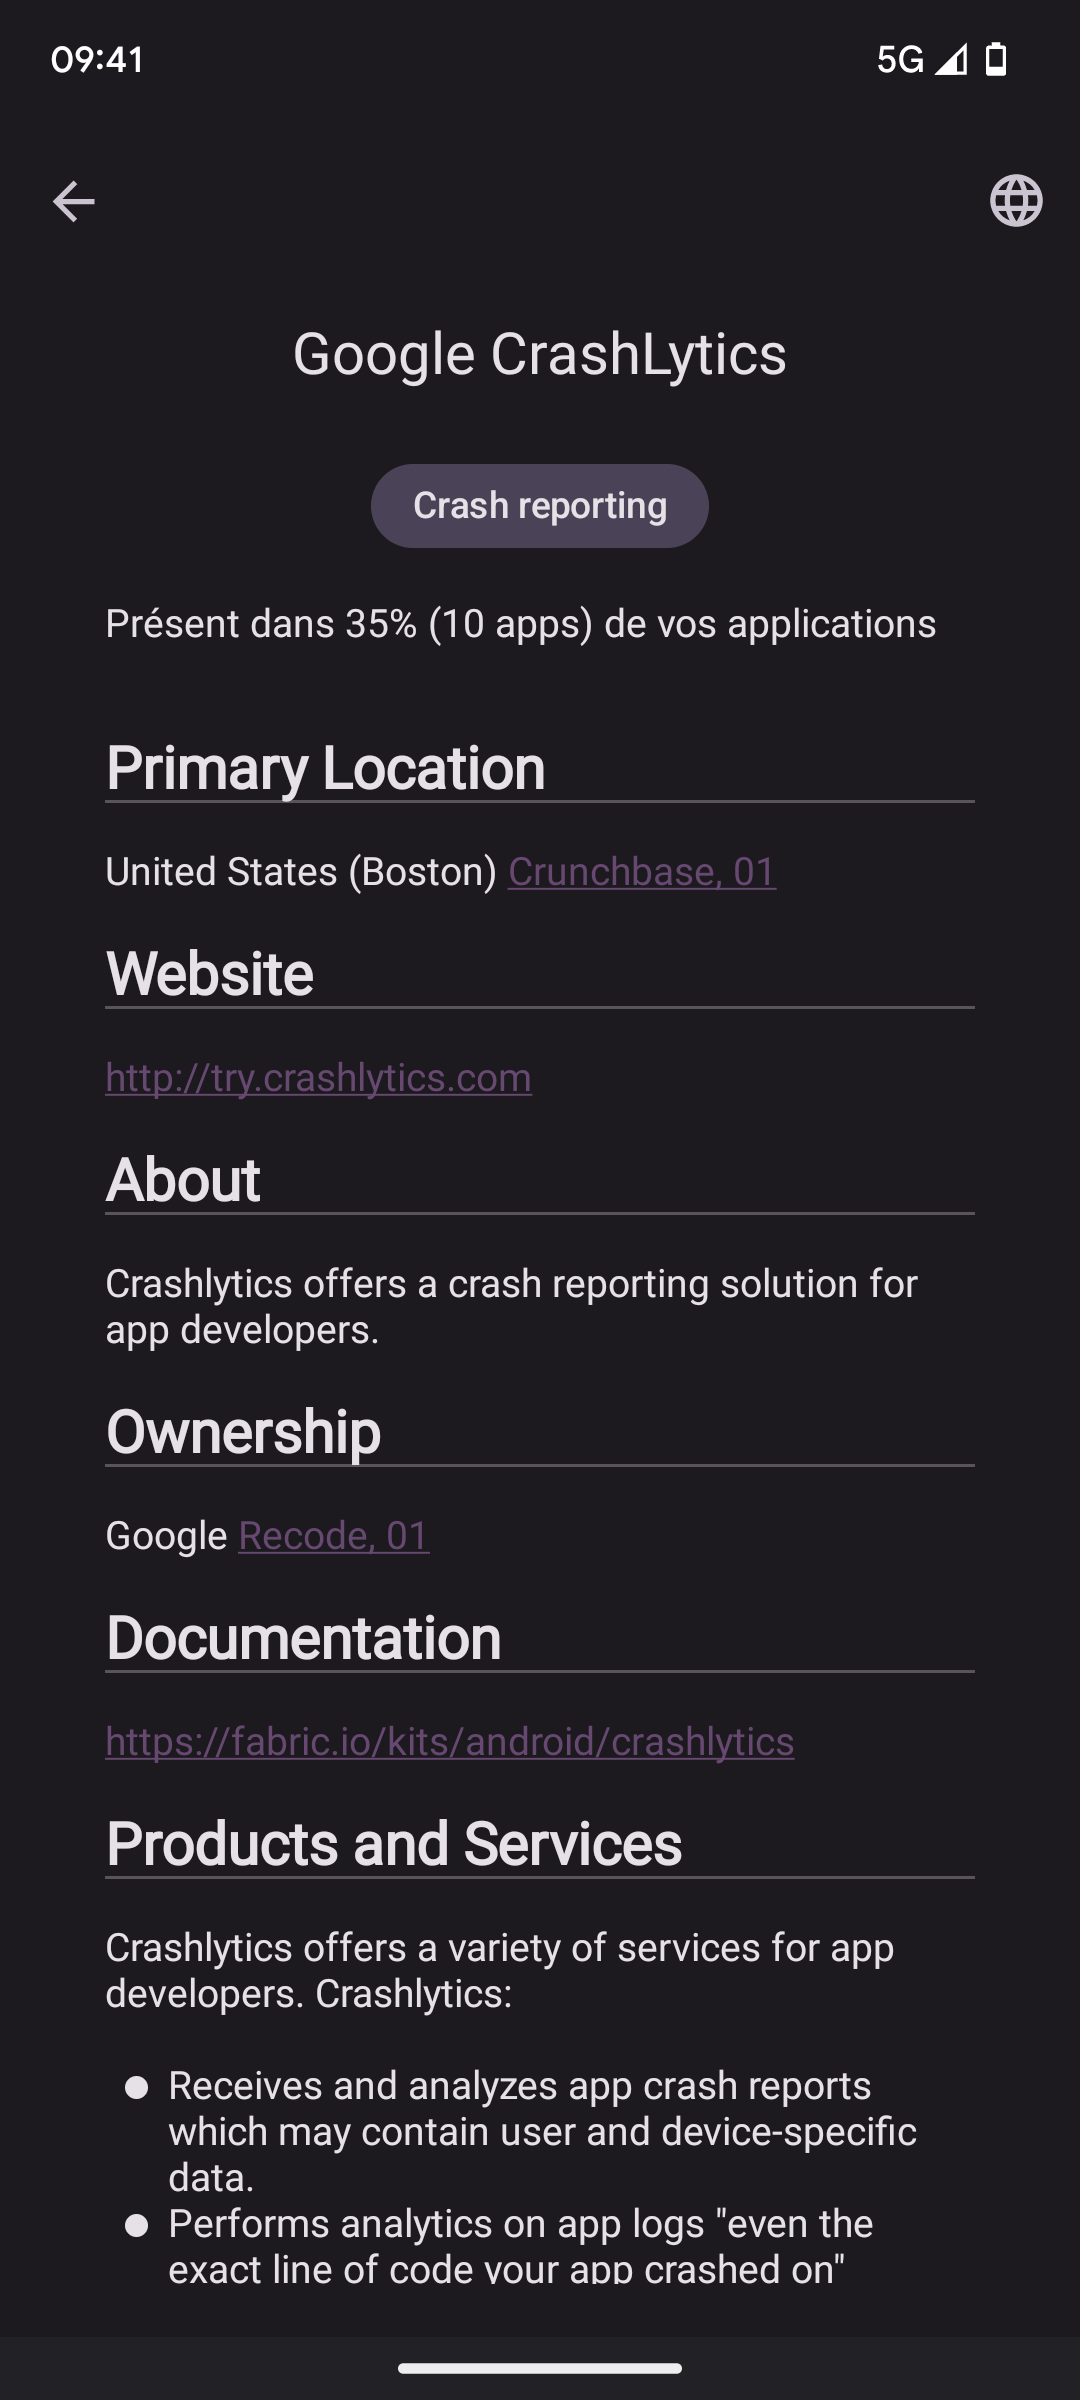 09:41
5G
Google CrashLytics
Crash reporting
Présent dans 35% (10 apps) de vos applications
Primary Location
United States (Boston) Crunchbase, 01
Website
http://try.crashlytics.com
About
Crashlytics offers a crash reporting solution for
app developers.
Ownership
Google Recode, 01
Documentation
https://fabric.io/kits/android/crashlytics
Products and Services
Crashlytics offers a variety of services for app
developers. Crashlytics:
Receives and analyzes app crash reports
which may contain user and device-specific
data.
Performs analytics on app logs "even the
exact line of code your app crashed on"